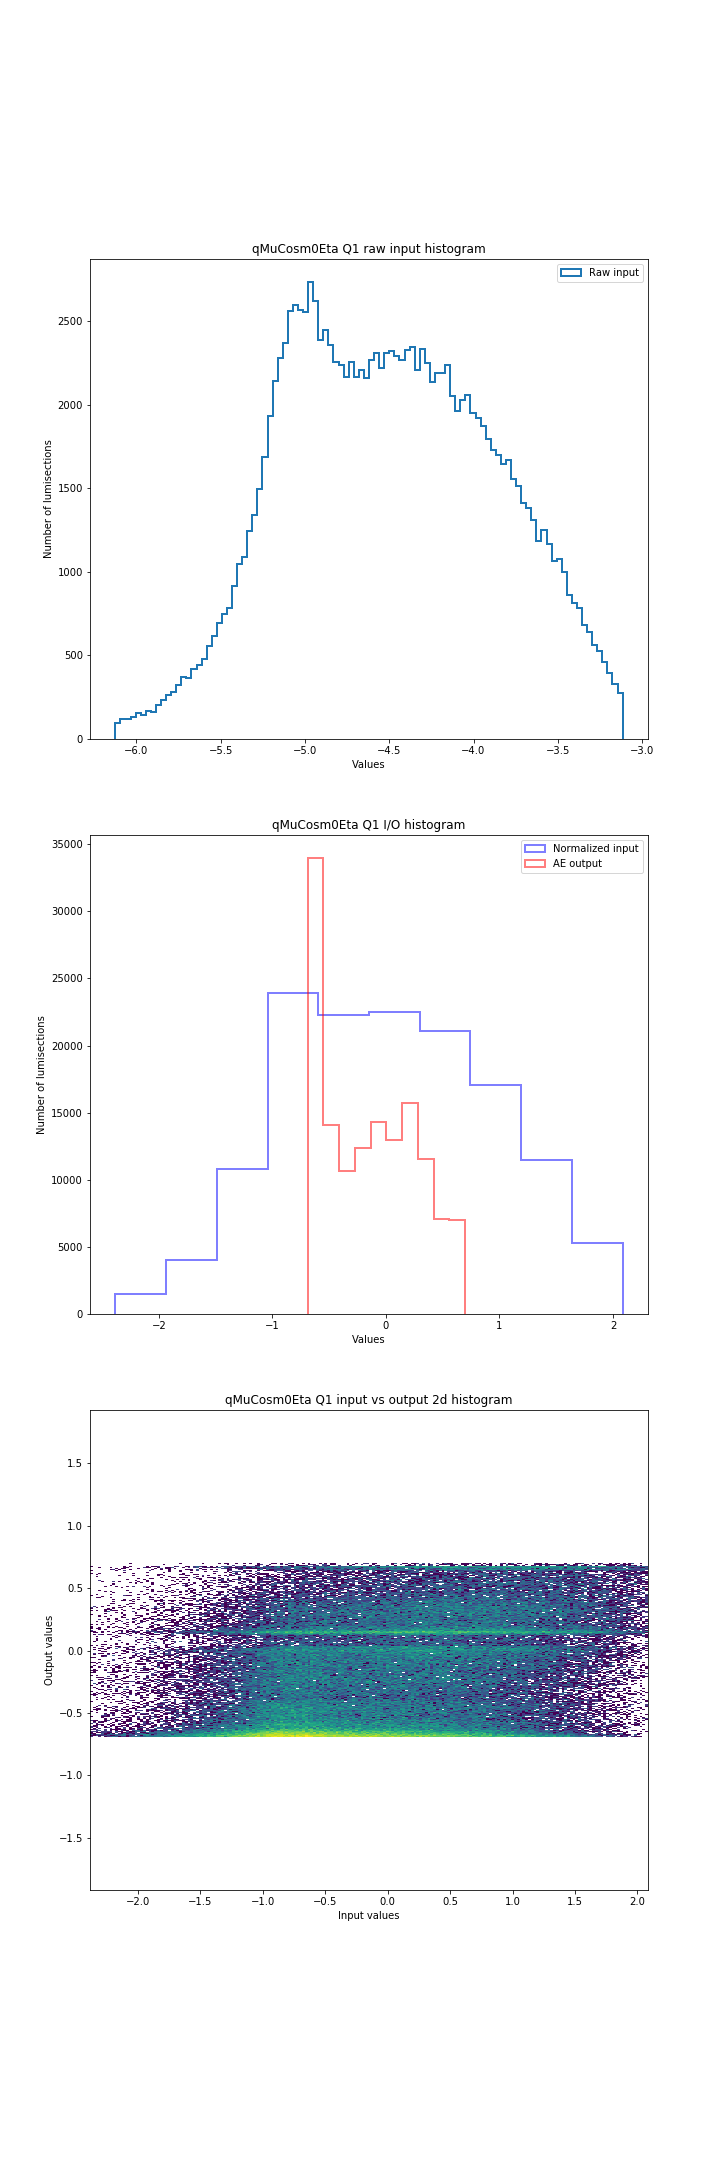 qMuCosm0Eta Q1 raw input histogram
Raw input
Number of lumisections
2500
2000
1500
1000
500
0
−6.0 −5.5 −5.0 −4.5 −4.0 −3.5 −3.0
Values
qMuCosm0Eta Q1 I/O histogram
Normalized input
AE output
Number of lumisections
35000
30000
25000
20000
15000
10000
5000
0
−2 −1 0 1 2
Values
qMuCosm0Eta Q1 input vs output 2d histogram
Output values
1.5
1.0
0.5
0.0
−0.5
−1.0
−1.5
−2.0 −1.5 −1.0 −0.5 0.0 0.5 1.0 1.5 2.0
Input values